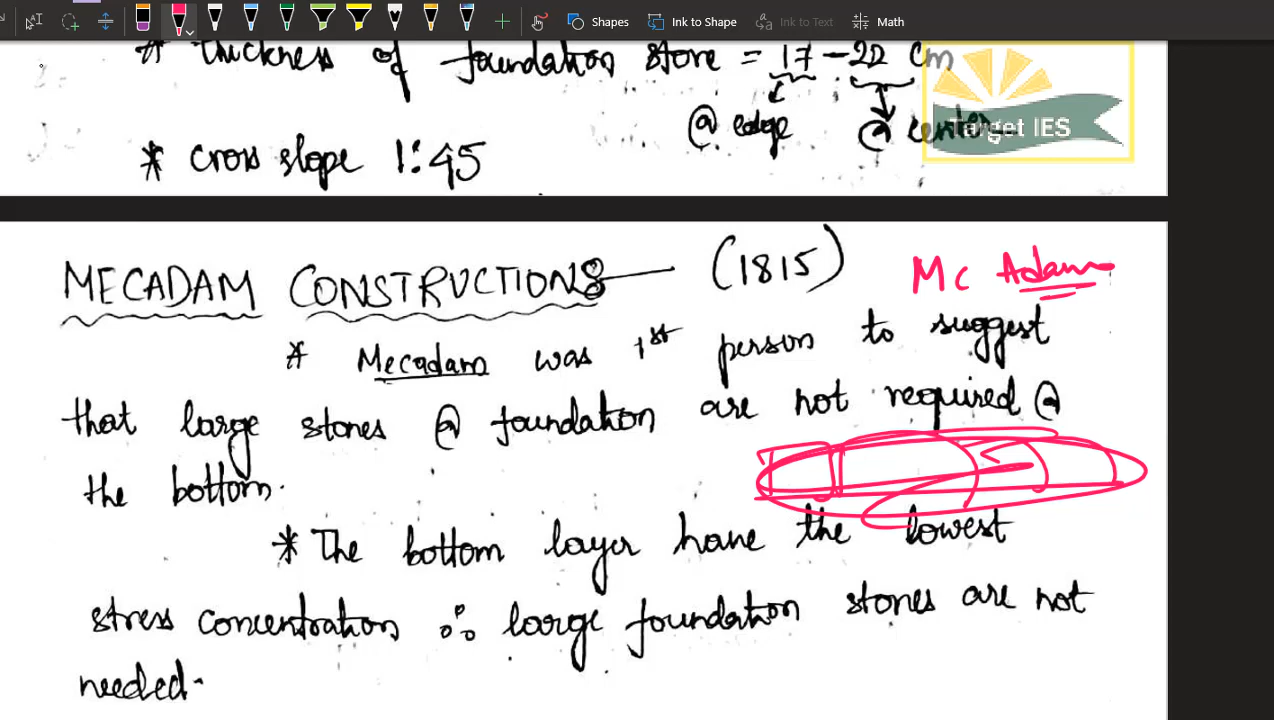 Shapes
Ink to Shape
Ink to Text
Math
* thickness of foundation stone = 17 - 22 cm
@ edge
@ center
Target IES
* Cross slope 1:45
MECADAM CONSTRUCTIONS (1815)
Mc Adam
* Mecadam was 1st person to suggest
that large stones @ foundation are not required @
the bottom.
* The bottom layer have the lowest
stress concentration ∴ large foundation stones are not
needed.